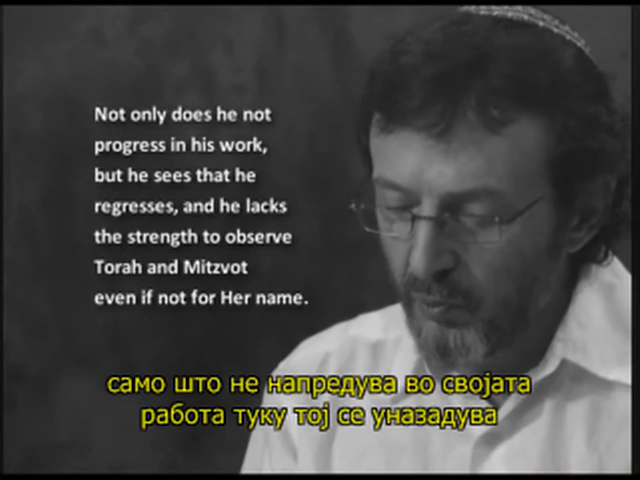 Not only does he not
progress in his work,
but he sees that he
regresses, and he lacks
the strength to observe
Torah and Mitzvot
even if not for Her name.
само што не напредува во својата
работа туку тој се уназадува